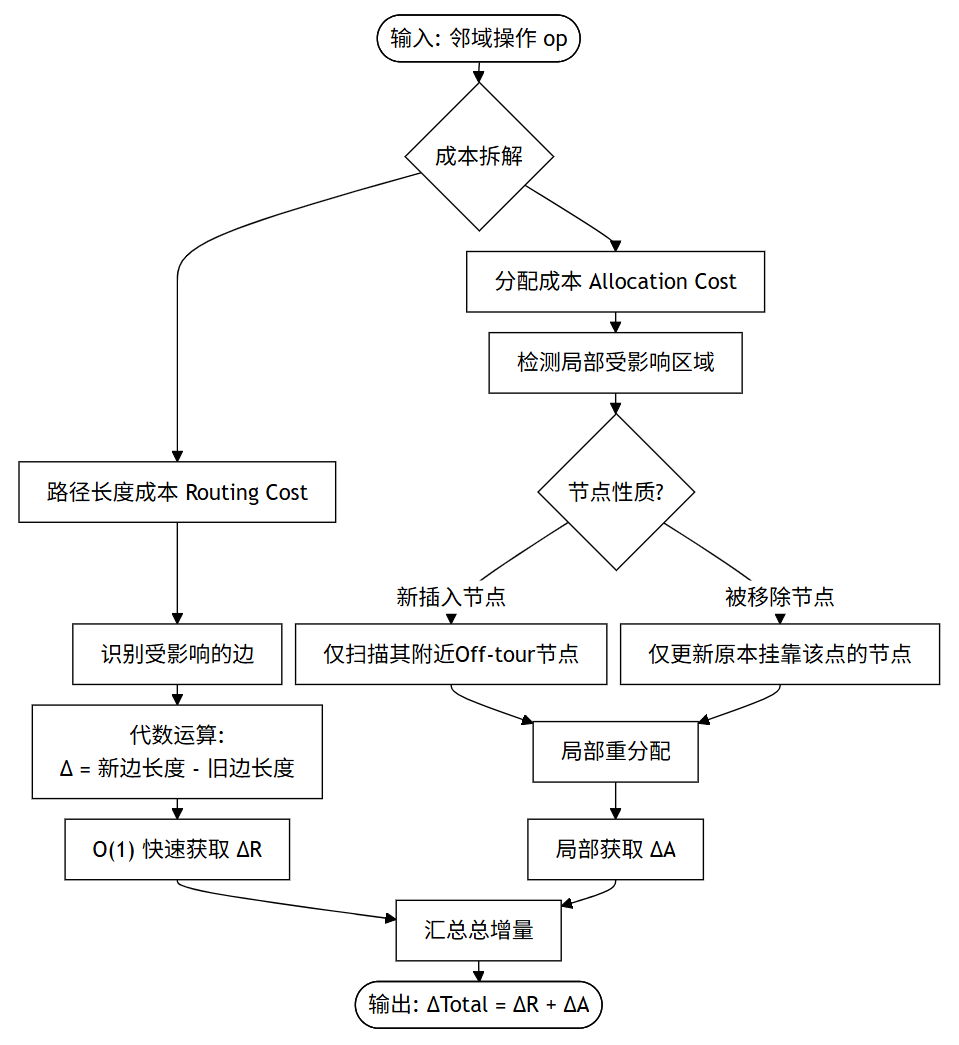 输入: 邻域操作 op
成本拆解
分配成本 Allocation Cost
检测局部受影响区域
节点性质?
路径长度成本 Routing Cost
新插入节点
被移除节点
识别受影响的边
仅扫描其附近Off-tour节点
仅更新原本挂靠该点的节点
代数运算:
Δ = 新边长度 - 旧边长度
局部重分配
O(1) 快速获取 ΔR
局部获取 ΔA
汇总总增量
输出: ΔTotal = ΔR + ΔA